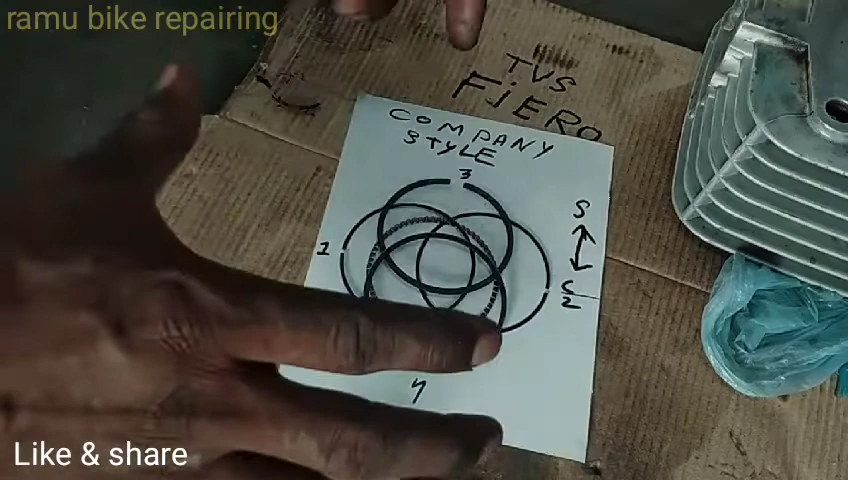 ramu bike repairing
TVS
FiERO
COMPANY
STYLE
3
S
1
C
2
4
Like & share